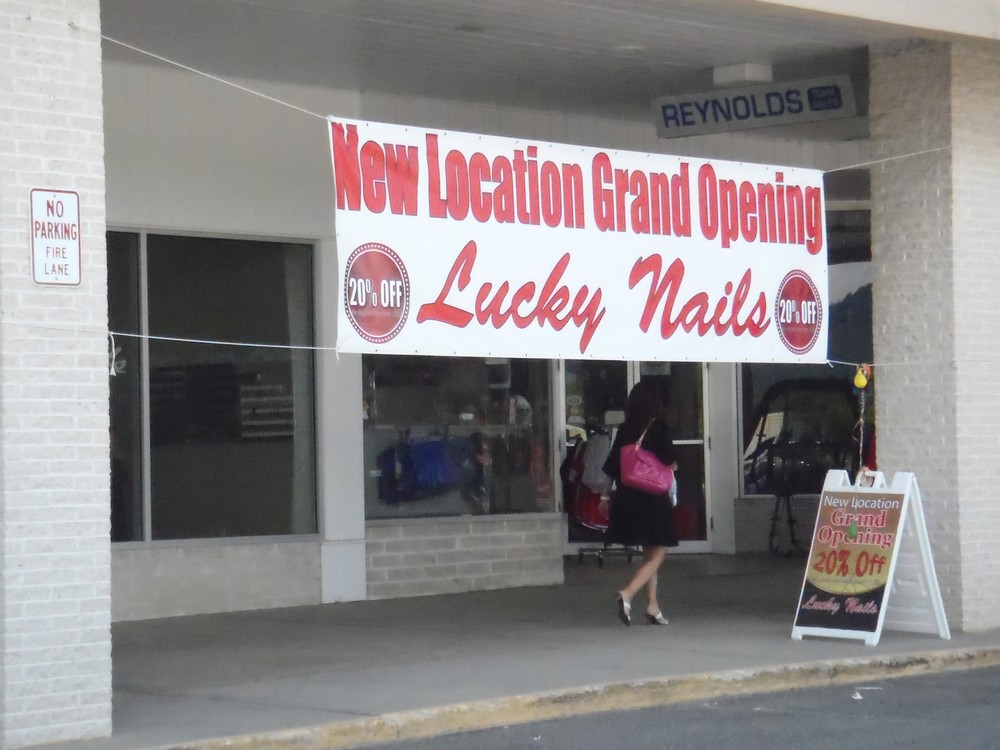 NO
PARKING
FIRE
LANE
REYNOLDS
New Location Grand Opening
Lucky Nails
20% OFF
20% OFF
New Location
Grand
Opening
20% Off
Lucky Nails